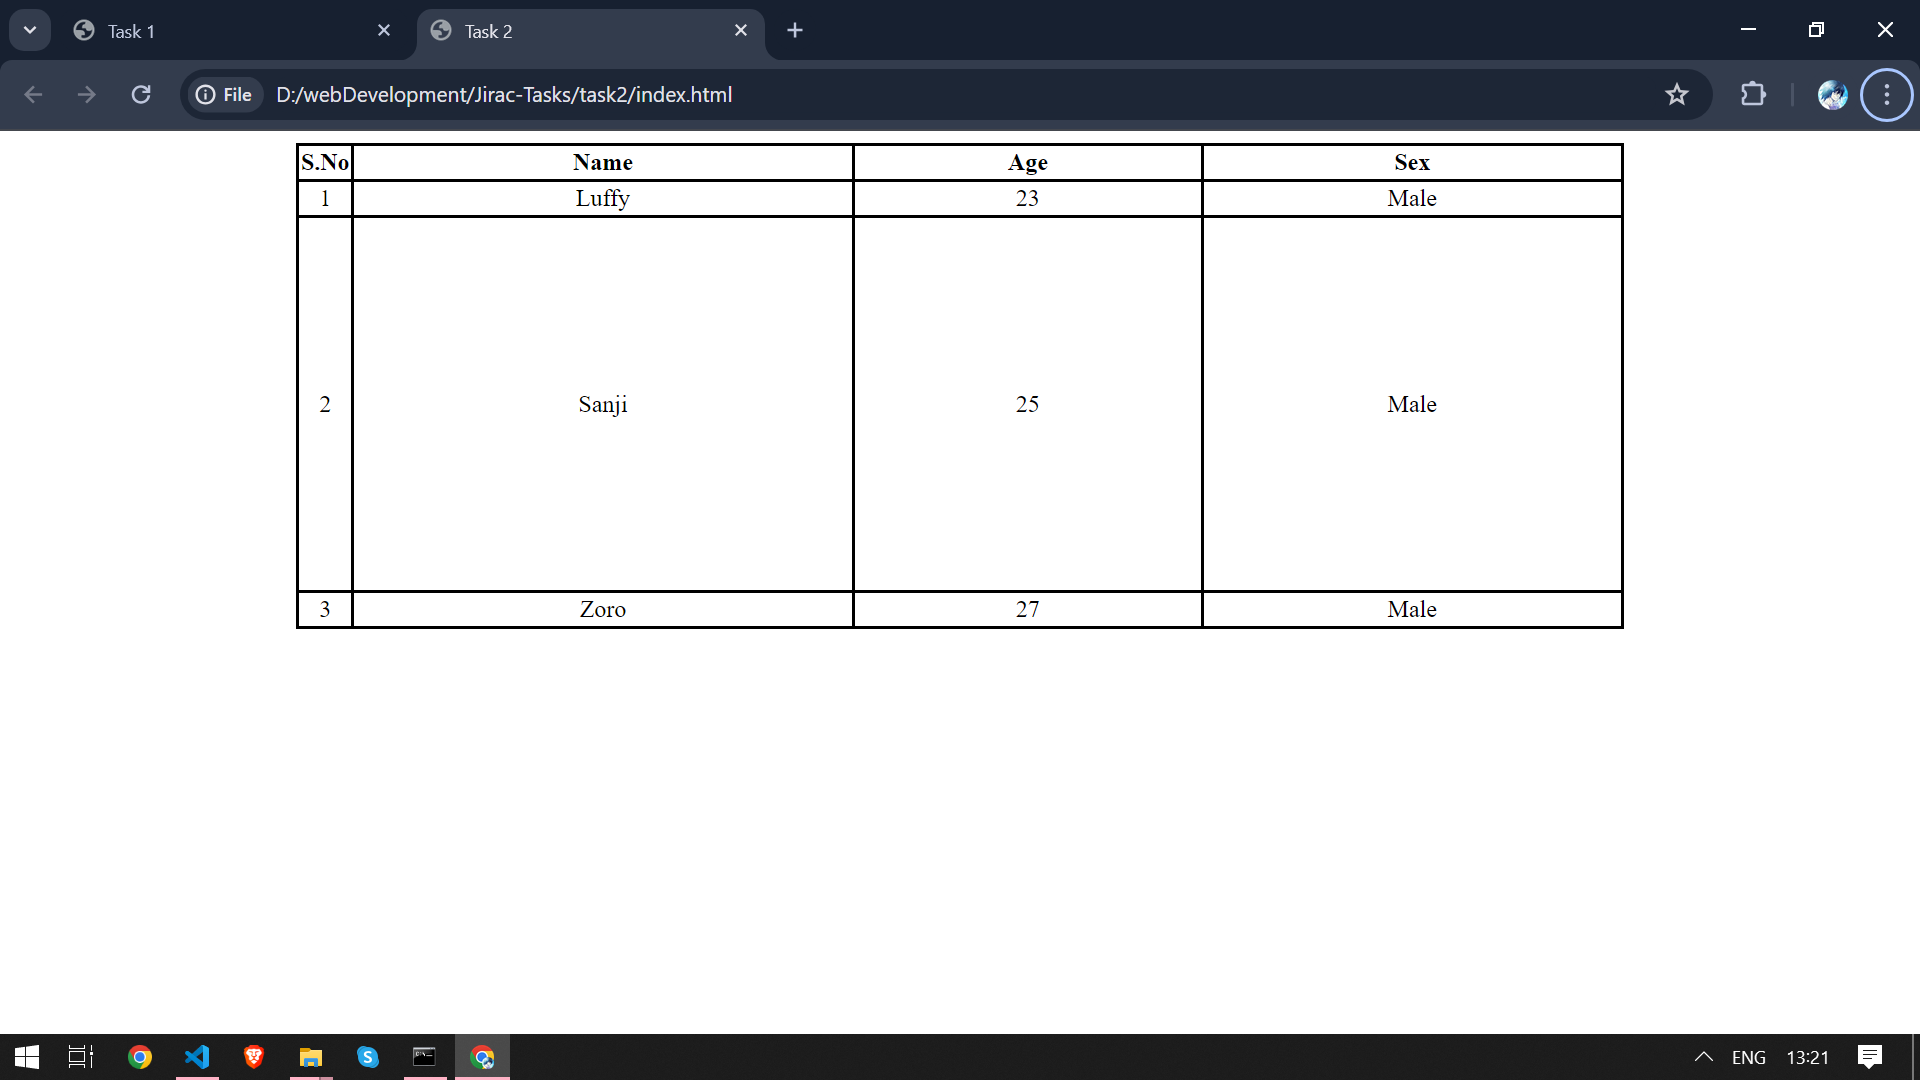 Task 1
Task 2
File D:/webDevelopment/Jirac-Tasks/task2/index.html
S.No Name Age Sex
1 Luffy 23 Male
2 Sanji 25 Male
3 Zoro 27 Male
ENG 13:21